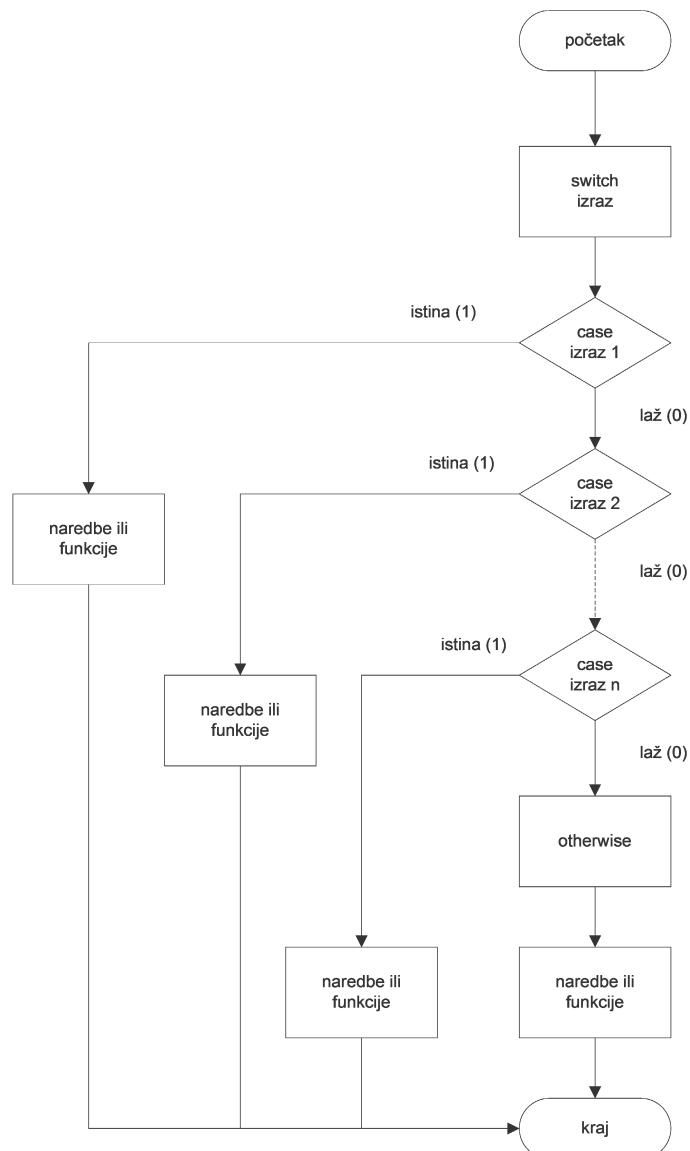 početak
switch
izraz
istina (1)
case
izraz 1
laž (0)
istina (1)
case
izraz 2
naredbe ili
funkcije
laž (0)
istina (1)
case
izraz n
naredbe ili
funkcije
laž (0)
otherwise
naredbe ili
funkcije
naredbe ili
funkcije
kraj